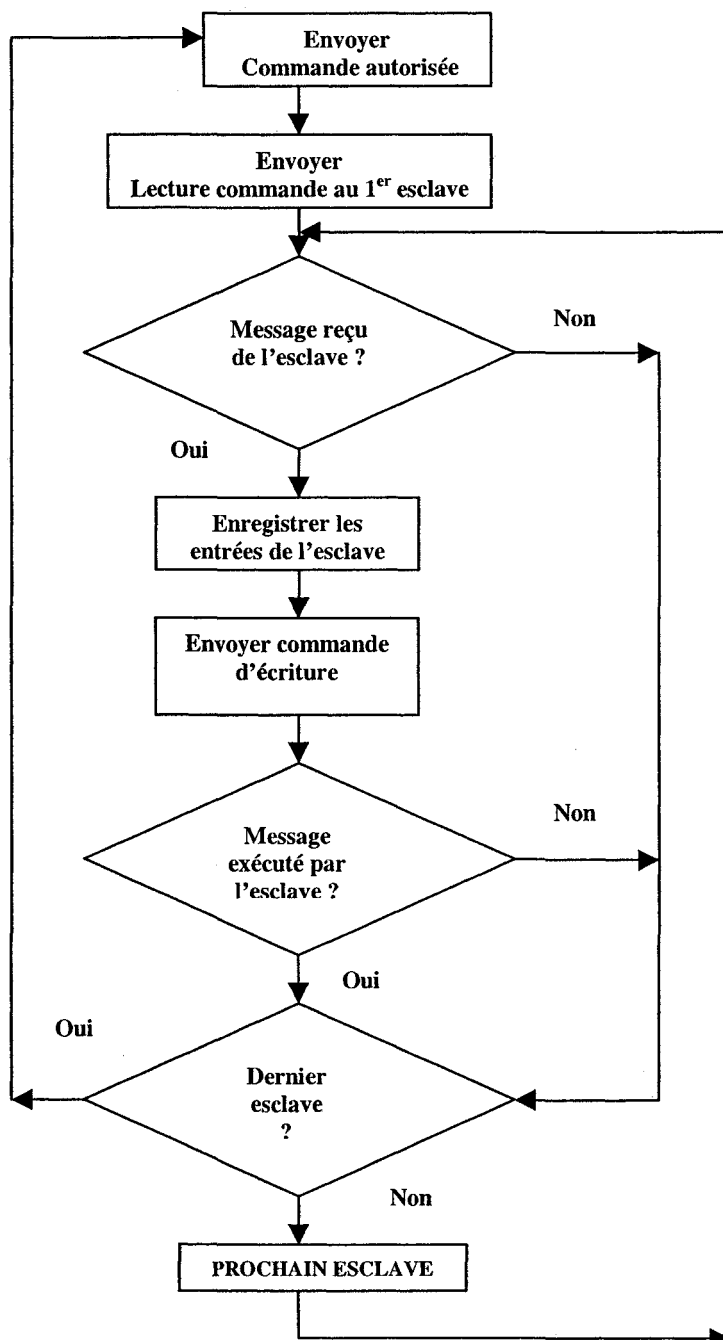 Envoyer
Commande autorisée
Envoyer
Lecture commande au 1er esclave
Message reçu
de l'esclave ?
Non
Oui
Enregistrer les
entrées de l'esclave
Envoyer commande
d'écriture
Message
exécuté par
l'esclave ?
Non
Oui
Oui
Dernier
esclave
?
Non
PROCHAIN ESCLAVE